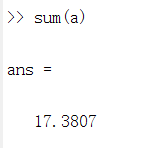 >> sum(a)
ans =
17.3807